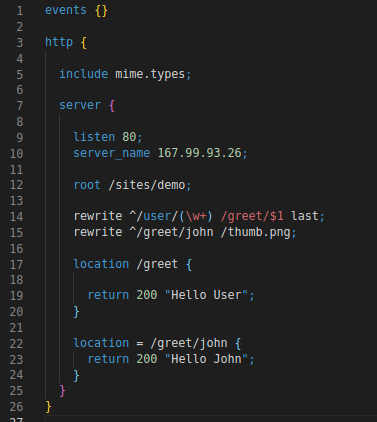 1 events {}
2
3 http {
4
5 include mime.types;
6
7 server {
8
9 listen 80;
10 server_name 167.99.93.26;
11
12 root /sites/demo;
13
14 rewrite ^/user/(\w+) /greet/$1 last;
15 rewrite ^/greet/john /thumb.png;
16
17 location /greet {
18
19 return 200 "Hello User";
20 }
21
22 location = /greet/john {
23 return 200 "Hello John";
24 }
25 }
26 }
27